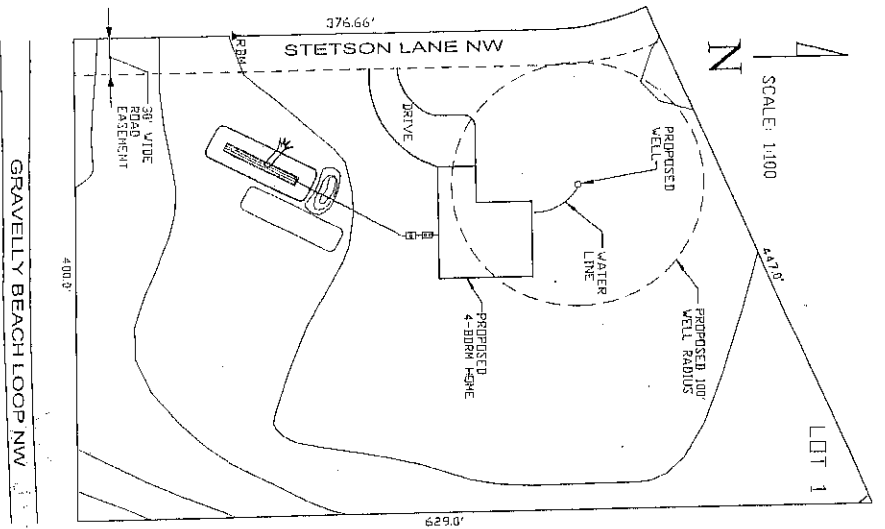 376.66'
STETSON LANE NW
RBM
N
SCALE: 1:100
DRIVE
PROPOSED
WELL
WATER
LINE
447.0'
PROPOSED 100'
WELL RADIUS
LOT 1
PROPOSED
4-BDRM HOME
30' WIDE
ROAD
EASEMENT
400.0'
GRAVELLY BEACH LOOP NW
629.0'